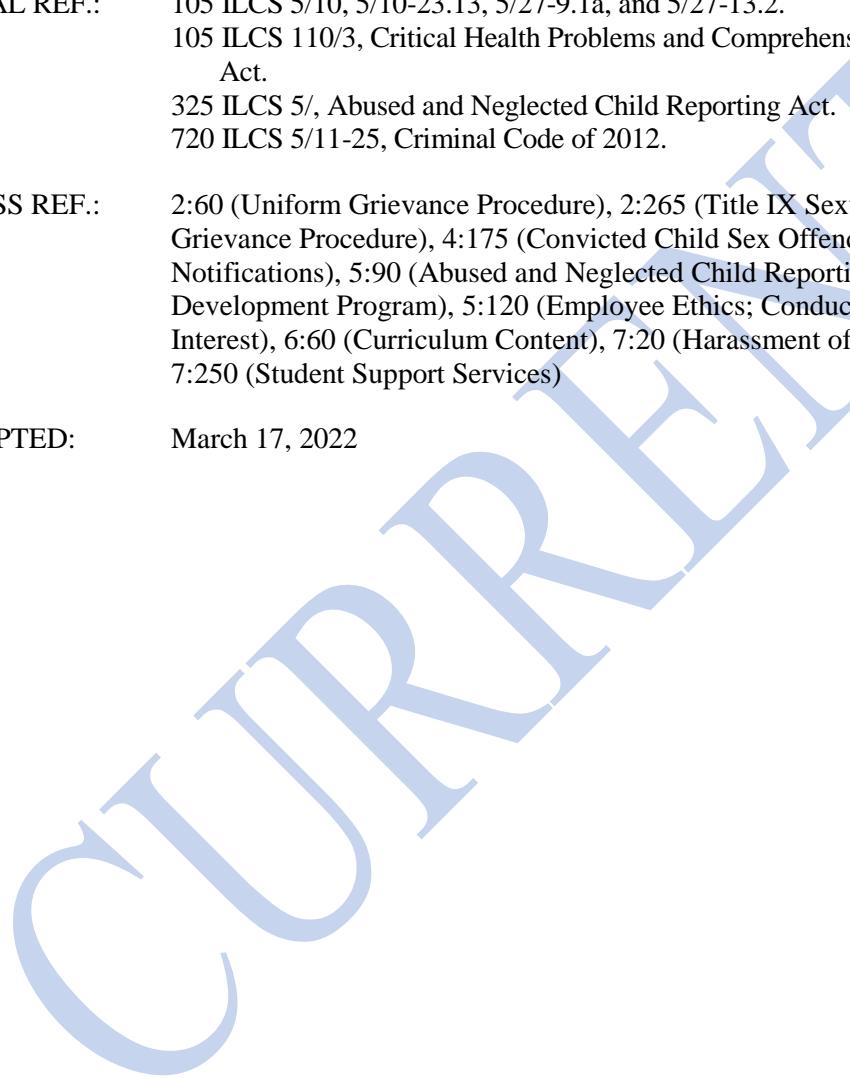 AL REF.: 105 ILCS 5/10, 5/10-23.13, 5/27-9.1a, and 5/27-13.2.
105 ILCS 110/3, Critical Health Problems and Comprehens
Act.
325 ILCS 5/, Abused and Neglected Child Reporting Act.
720 ILCS 5/11-25, Criminal Code of 2012.
SS REF.: 2:60 (Uniform Grievance Procedure), 2:265 (Title IX Sex
Grievance Procedure), 4:175 (Convicted Child Sex Offend
Notifications), 5:90 (Abused and Neglected Child Reporti
Development Program), 5:120 (Employee Ethics; Conduc
Interest), 6:60 (Curriculum Content), 7:20 (Harassment of
7:250 (Student Support Services)
PTED: March 17, 2022
CURRENT